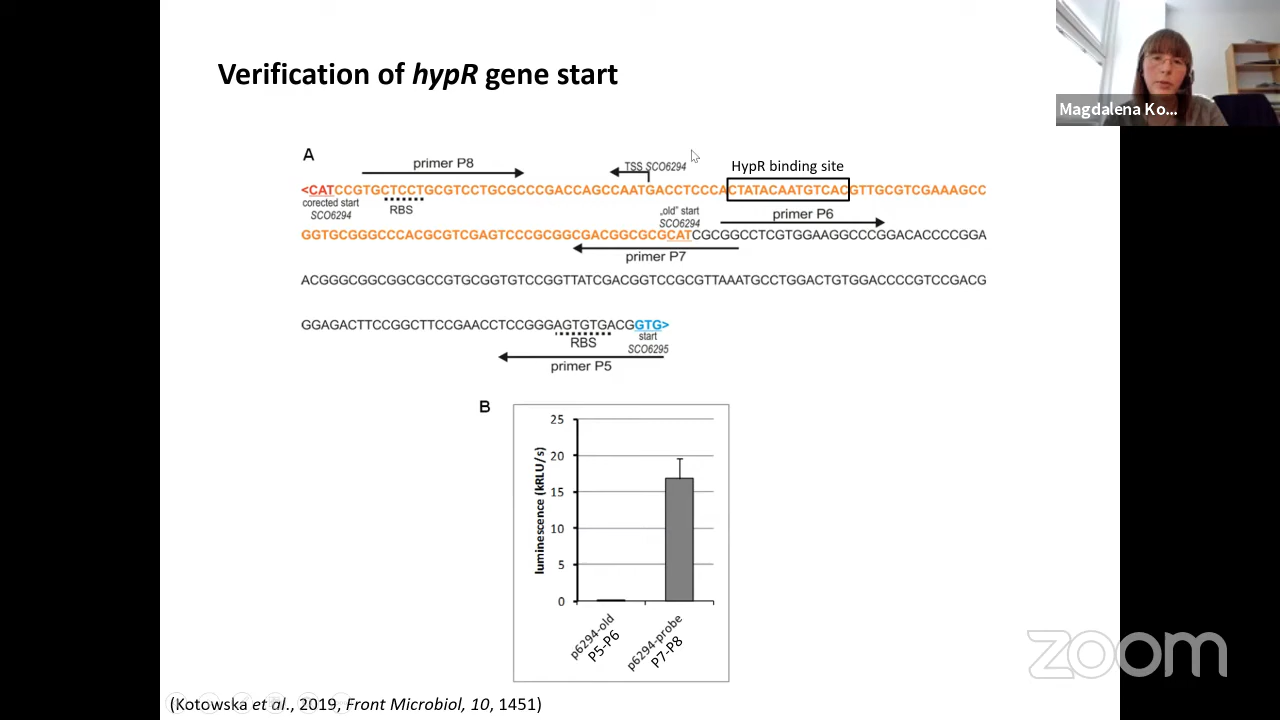 Verification of hypR gene start
Magdalena Ko...
A
primer P8
TSS SCO6294
HypR binding site
<CATCCGTGCTCCTGCGTCCTGCGCCCGACCAGCCAATGACCTCCCACTATACAATGTCACGTTGCGTCGAAAGCC
corected start
SCO6294
RBS
„old" start
SCO6294
primer P6
GGTGCGGGCCCACGCGTCGAGTCCCGCGGCGACGGCGCGCATCGCGGCCTCGTGGAAGGCCCGGACACCCCGGA
primer P7
ACGGGCGGCGGCGCCGTGCGGTGTCCGGTTATCGACGGTCCGCGTTAAATGCCTGGACTGTGGACCCCGTCCGACG
GGAGACTTCCGGCTTCCGAACCTCCGGGAGTGTGACGGTG>
RBS
start
SCO6295
primer P5
B
luminescence (kRLU/s)
25
20
15
10
5
0
p6294-old
P5-P6
p6294-probe
P7-P8
zoom
(Kotowska et al., 2019, Front Microbiol, 10, 1451)